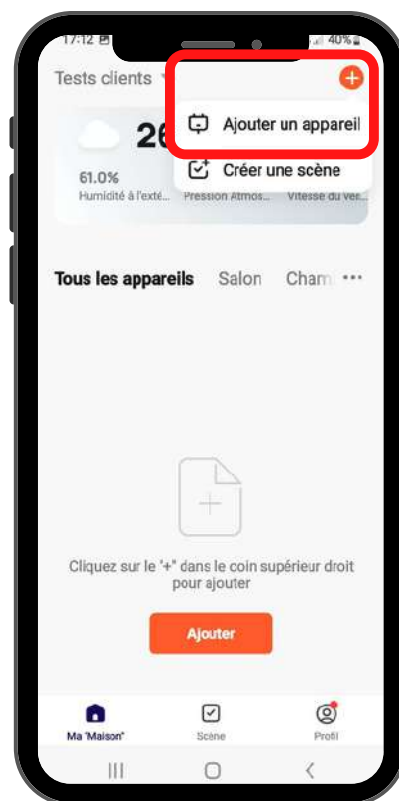 17:12 40%
Tests clients
Ajouter un appareil
26
Créer une scène
61.0%
Humidité à l'exté... Pression Atmos... Vitesse du ven...
Tous les appareils Salon Cham ...
Cliquez sur le "+" dans le coin supérieur droit
pour ajouter
Ajouter
Ma "Maison" Scène Profil